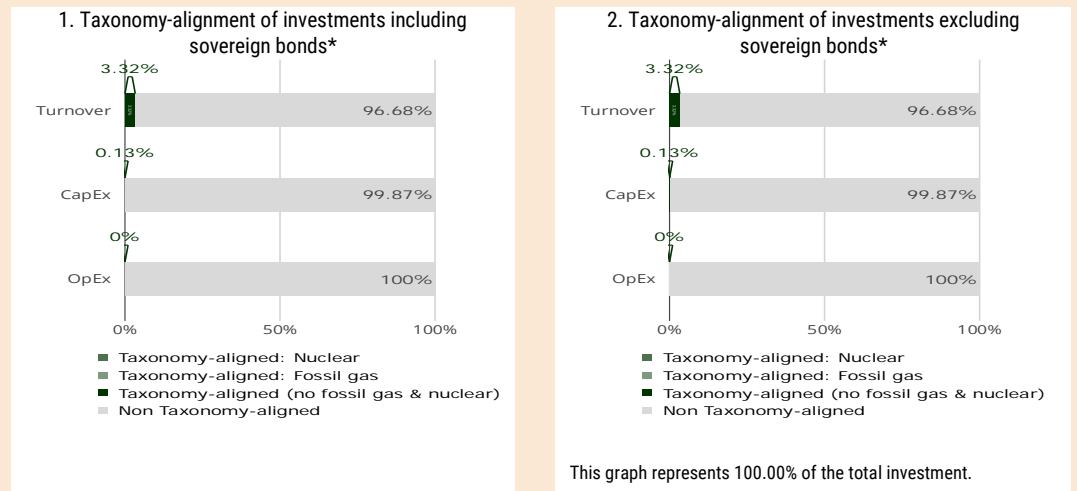 1. Taxonomy-alignment of investments including
sovereign bonds*
3.32%
Turnover
96.68%
0.13%
CapEx
99.87%
0%
OpEx
100%
0%
50%
100%
Taxonomy-aligned: Nuclear
Taxonomy-aligned: Fossil gas
Taxonomy-aligned (no fossil gas & nuclear)
Non Taxonomy-aligned
2. Taxonomy-alignment of investments excluding
sovereign bonds*
3.32%
Turnover
96.68%
0.13%
CapEx
99.87%
0%
OpEx
100%
0%
50%
100%
Taxonomy-aligned: Nuclear
Taxonomy-aligned: Fossil gas
Taxonomy-aligned (no fossil gas & nuclear)
Non Taxonomy-aligned
This graph represents 100.00% of the total investment.